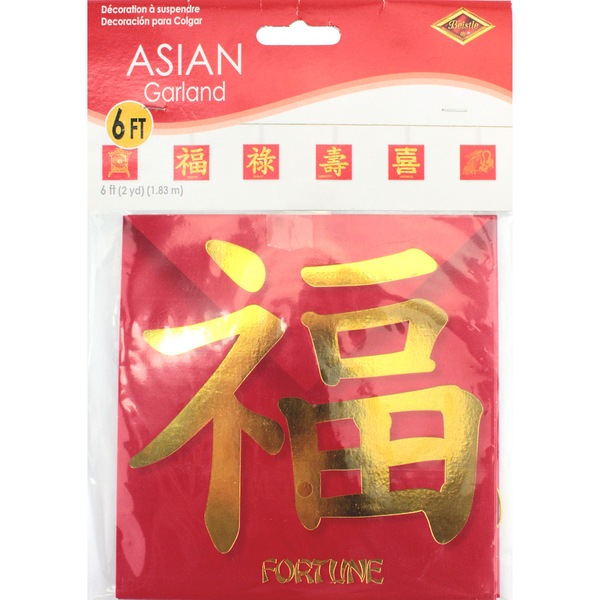 Décoration à suspendre
Decoración para Colgar
Beistle
ASIAN
Garland
6 FT
福 祿 壽 喜
6 ft (2 yd) (1.83 m)
福
FORTUNE